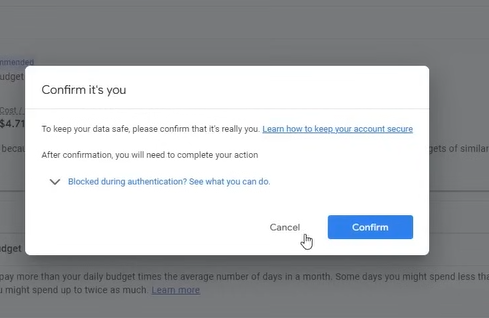 mmended
udget
Cost /
$4.71
Confirm it's you
To keep your data safe, please confirm that it's really you. Learn how to keep your account secure
After confirmation, you will need to complete your action
becau
gets of similar
Blocked during authentication? See what you can do.
Cancel
Confirm
udget
pay more than your daily budget times the average number of days in a month. Some days you might spend less tha
u might spend up to twice as much. Learn more